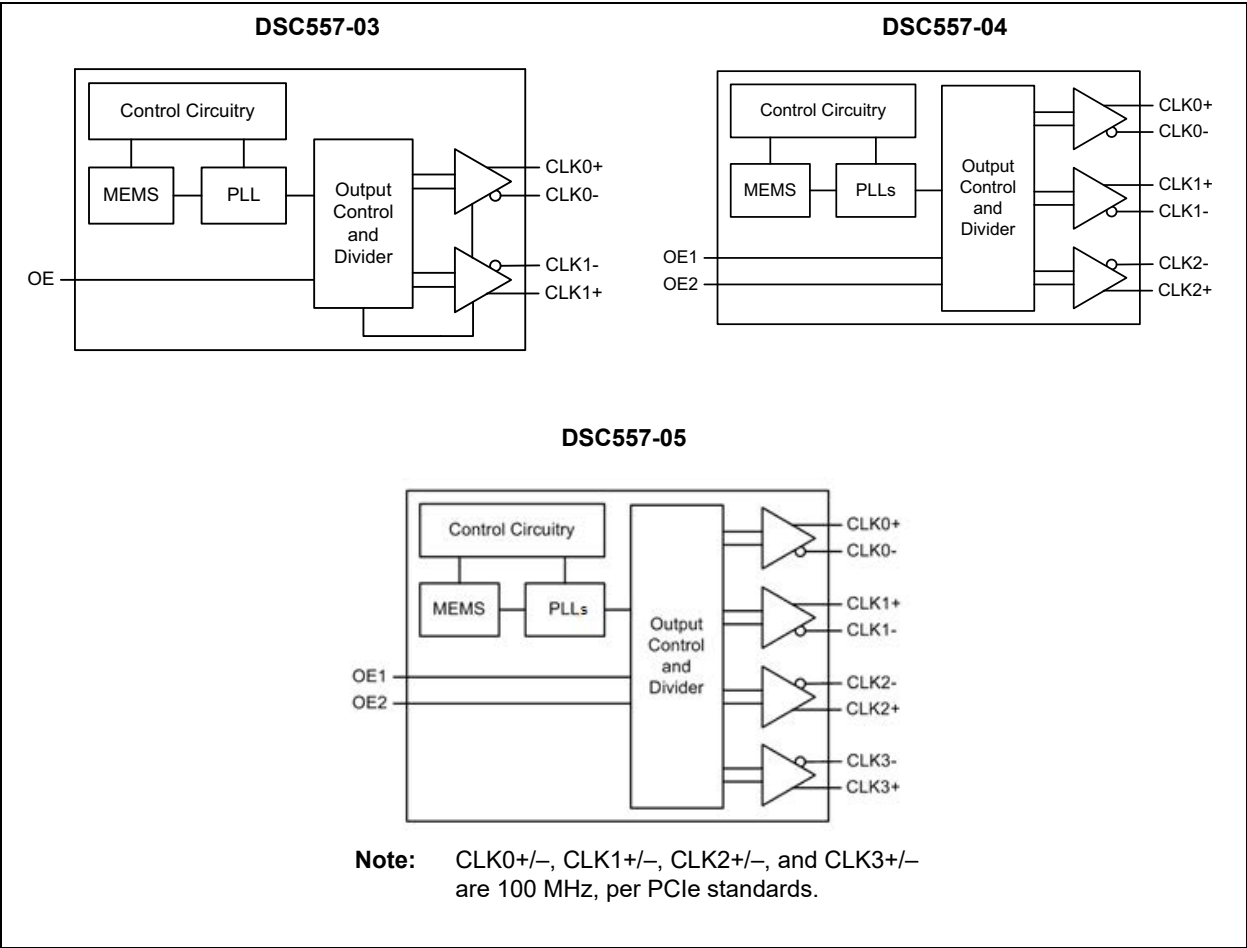 DSC557-03
Control Circuitry
MEMS
PLL
Output
Control
and
Divider
OE
CLK0+
CLK0-
CLK1-
CLK1+
DSC557-04
Control Circuitry
MEMS
PLLs
Output
Control
and
Divider
OE1
OE2
CLK0+
CLK0-
CLK1+
CLK1-
CLK2-
CLK2+
DSC557-05
Control Circuitry
MEMS
PLLs
Output
Control
and
Divider
OE1
OE2
CLK0+
CLK0-
CLK1+
CLK1-
CLK2-
CLK2+
CLK3-
CLK3+
Note: CLK0+/–, CLK1+/–, CLK2+/–, and CLK3+/–
are 100 MHz, per PCIe standards.